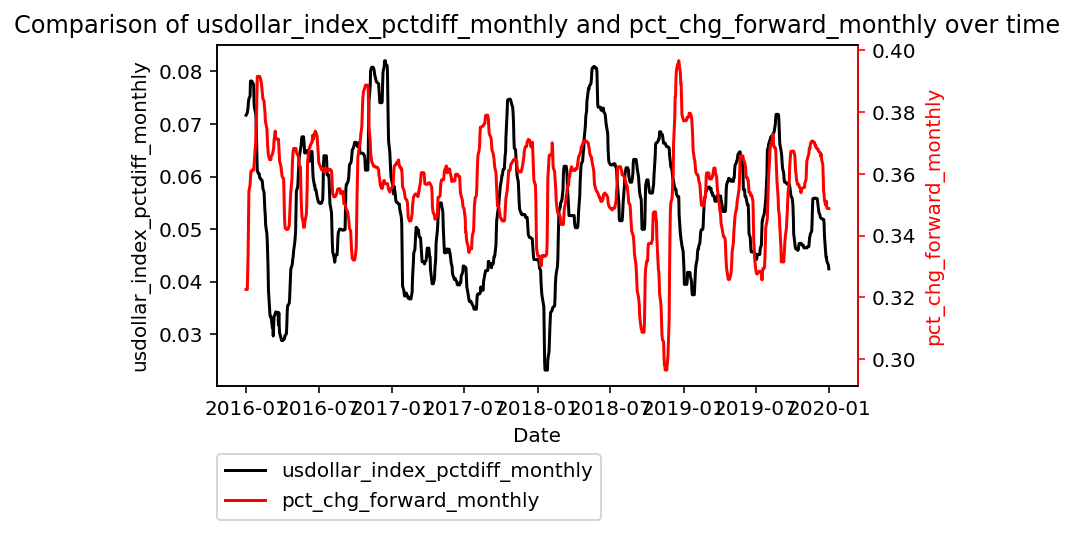 Comparison of usdollar_index_pctdiff_monthly and pct_chg_forward_monthly over time
usdollar_index_pctdiff_monthly
0.08
0.07
0.06
0.05
0.04
0.03
0.40
0.38
0.36
0.34
0.32
0.30
pct_chg_forward_monthly
2016-01 2016-07 2017-01 2017-07 2018-01 2018-07 2019-01 2019-07 2020-01
Date
usdollar_index_pctdiff_monthly
pct_chg_forward_monthly